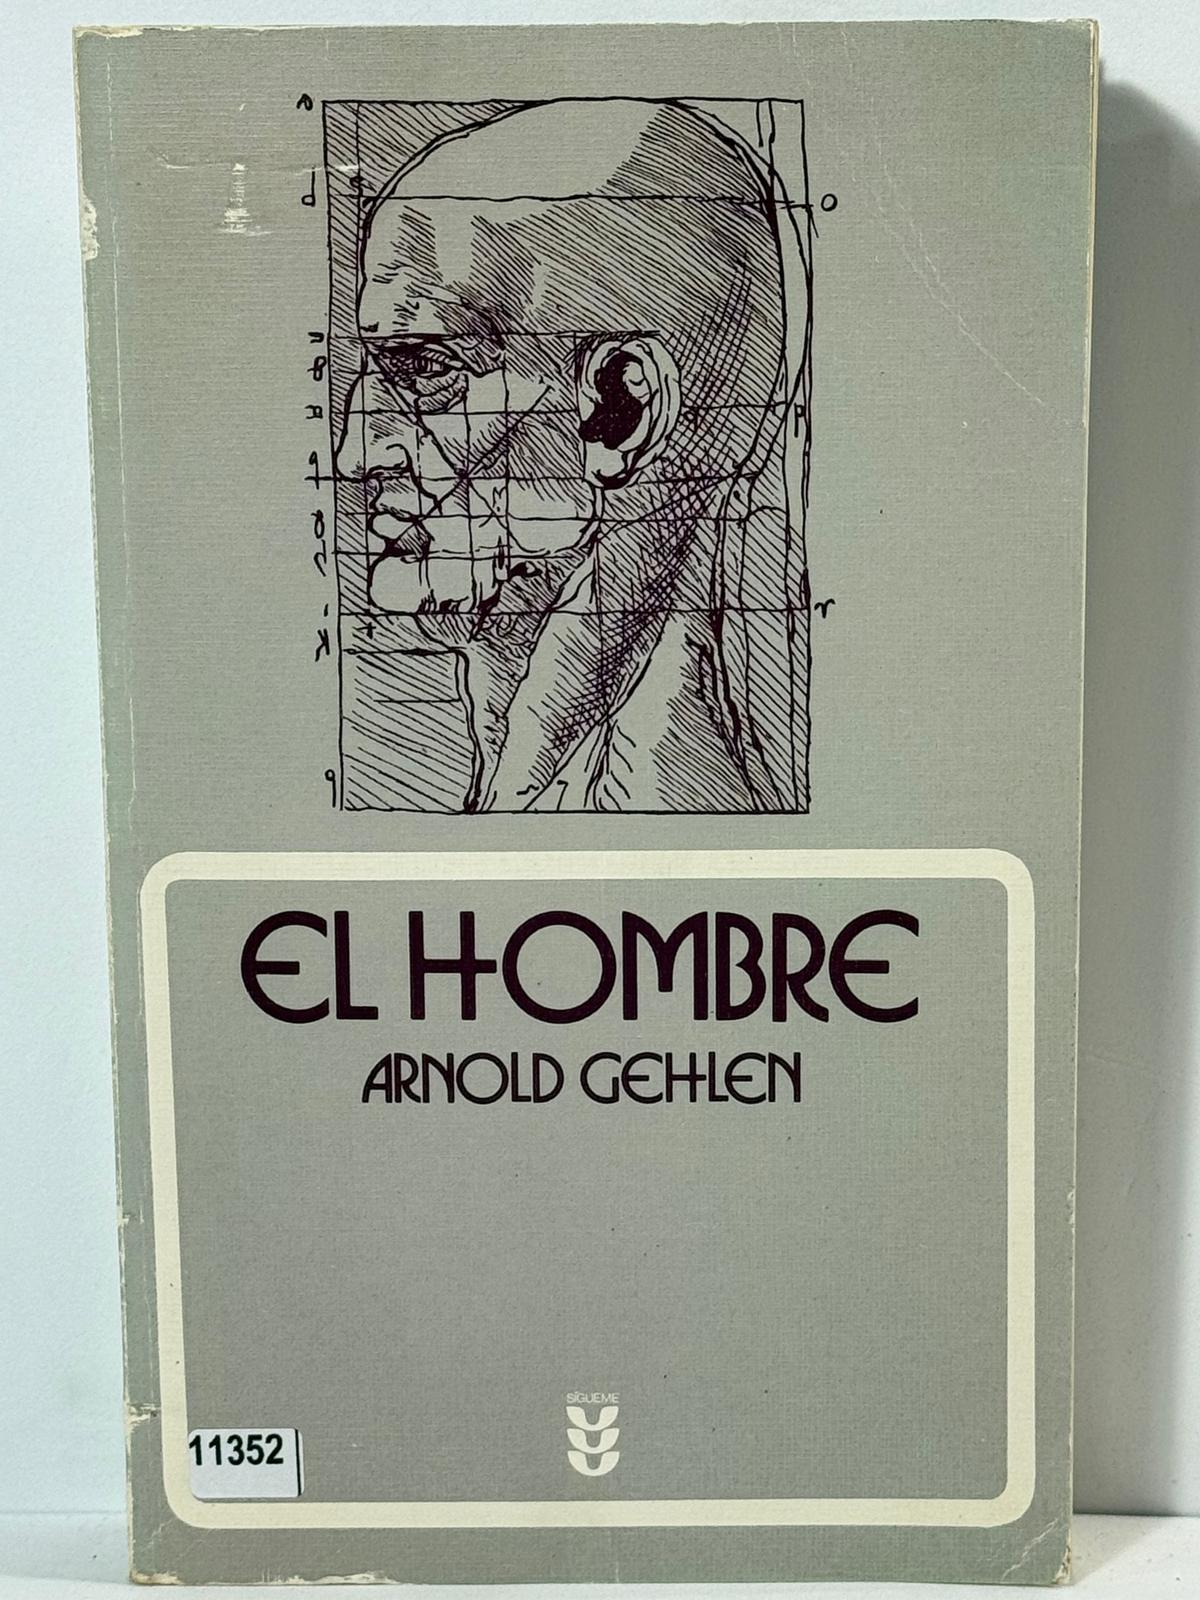 EL HOMBRE
ARNOLD GEHLEN
SÍGUEME
11352